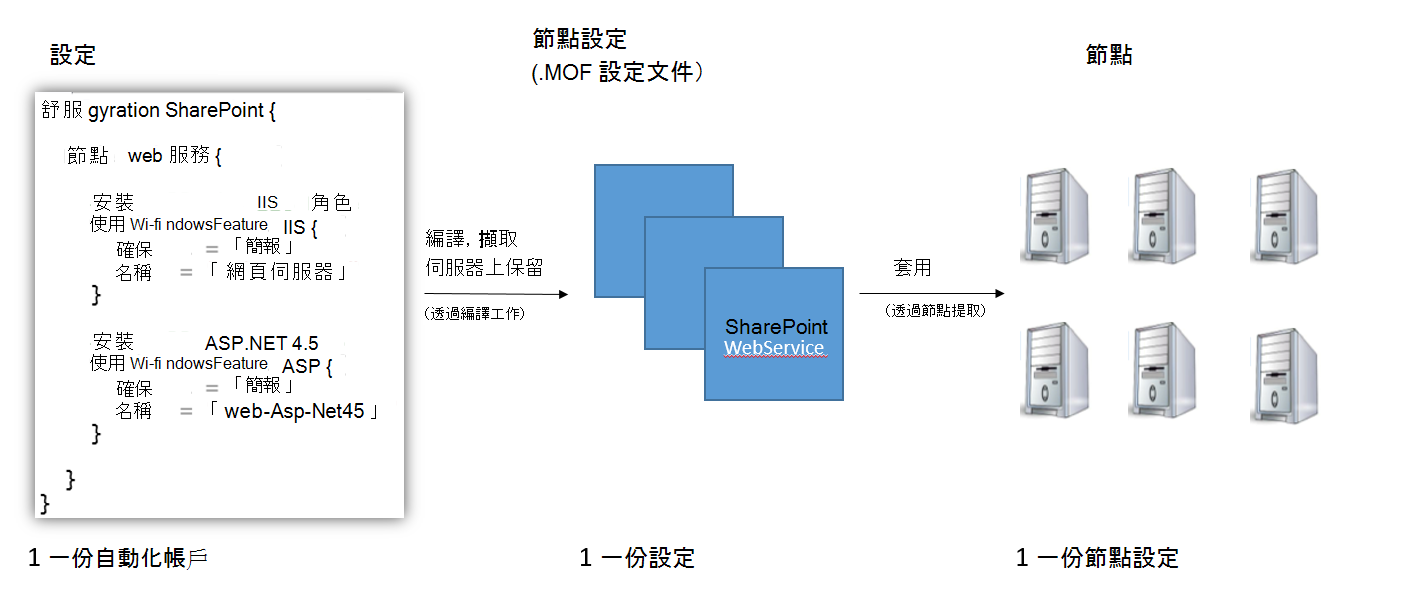 設定
舒服 gyration SharePoint {
節點 web 服務 {
安裝 IIS 角色
使用 Wi-fi ndowsFeature IIS {
確保 = 「簡報」
名稱 = 「網頁伺服器」
}
安裝 ASP.NET 4.5
使用 Wi-fi ndowsFeature ASP {
確保 = 「簡報」
名稱 = 「web-Asp-Net45」
}
}
}
1 一份自動化帳戶
編譯, 擷取
伺服器上保留
(透過編譯工作)
節點設定
(.MOF 設定文件)
SharePoint
WebService
1 一份設定
套用
(透過節點提取)
節點
1 一份節點設定